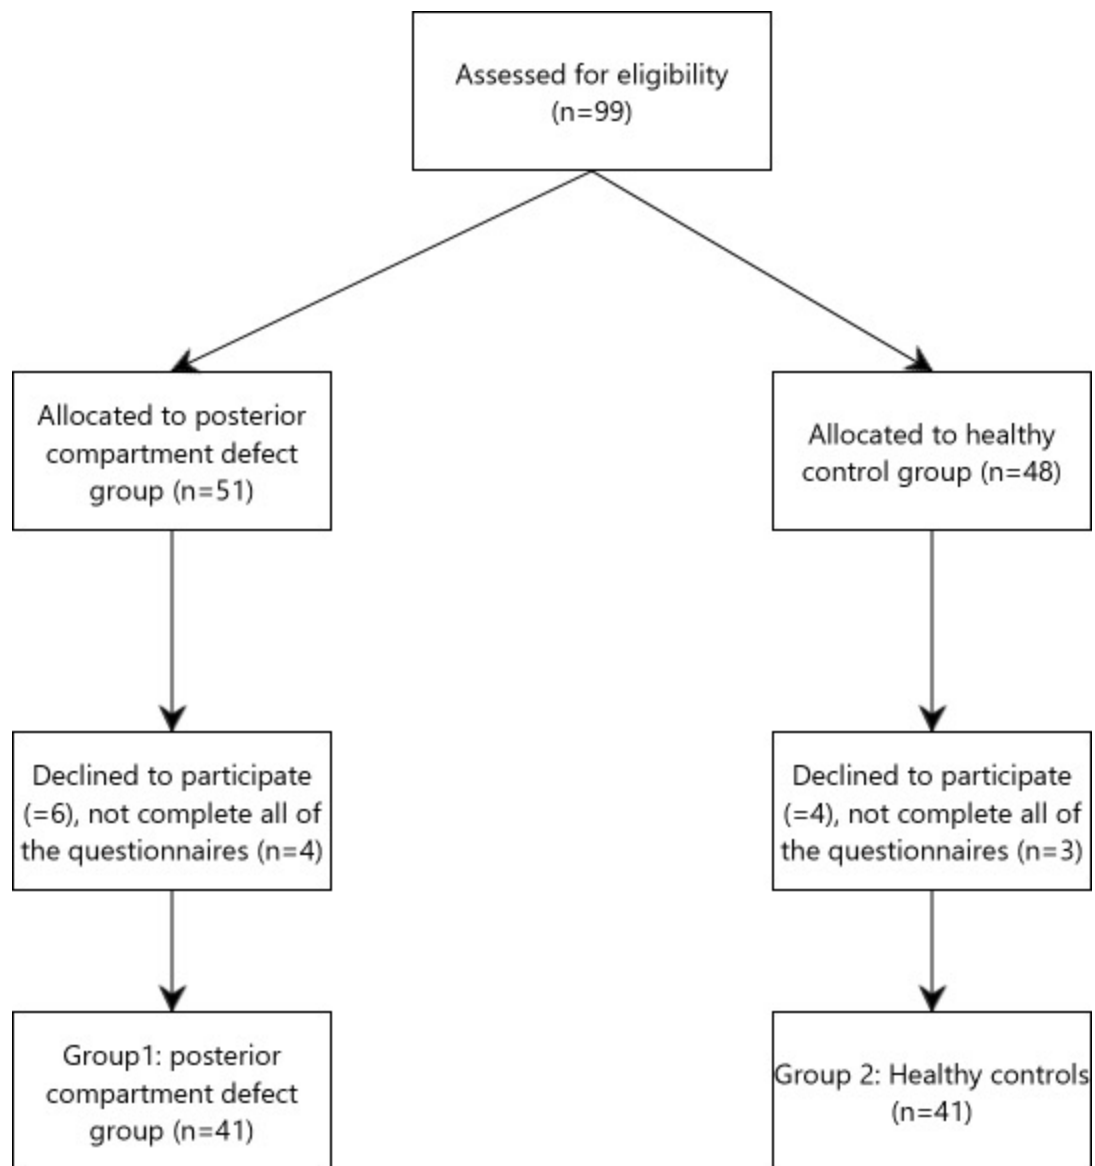 Assessed for eligibility
(n=99)
Allocated to posterior
compartment defect
group (n=51)
Allocated to healthy
control group (n=48)
Declined to participate
(=6), not complete all of
the questionnaires (n=4)
Declined to participate
(=4), not complete all of
the questionnaires (n=3)
Group1: posterior
compartment defect
group (n=41)
Group 2: Healthy controls
(n=41)